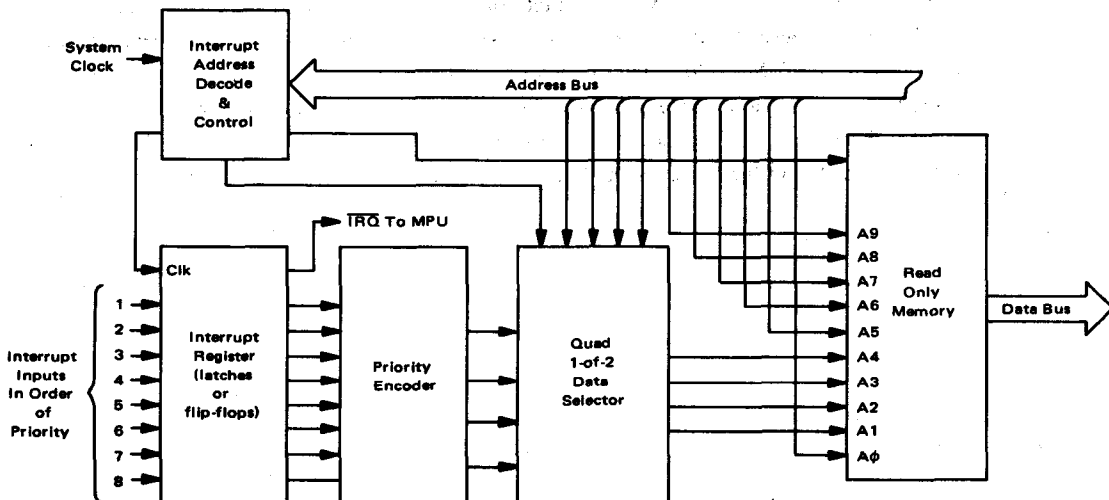 System
Clock
Interrupt
Address
Decode
&
Control
Address Bus
IRQ To MPU
Clk
Interrupt
Inputs
In Order
of
Priority
1
2
3
4
5
6
7
8
Interrupt
Register
(latches
or
flip-flops)
Priority
Encoder
Quad
1-of-2
Data
Selector
A9
A8
A7
A6
A5
A4
A3
A2
A1
Aϕ
Read
Only
Memory
Data Bus